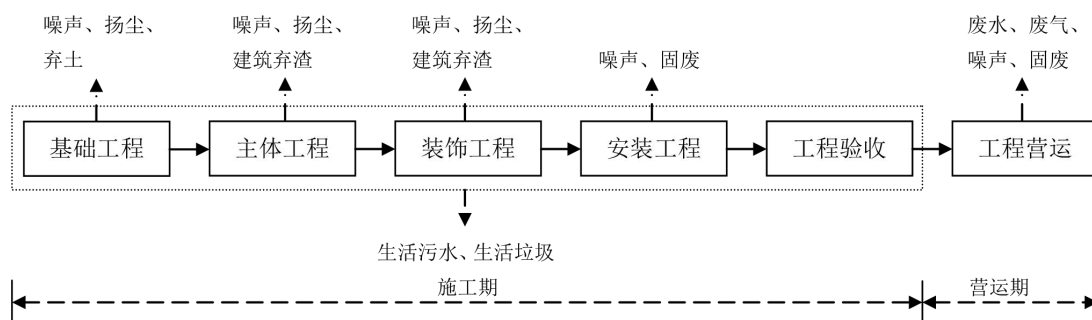 噪声、扬尘、
弃土
噪声、扬尘、
建筑弃渣
噪声、扬尘、
建筑弃渣
噪声、固废
废水、废气、
噪声、固废
基础工程
主体工程
装饰工程
安装工程
工程验收
工程营运
生活污水、生活垃圾
施工期
营运期